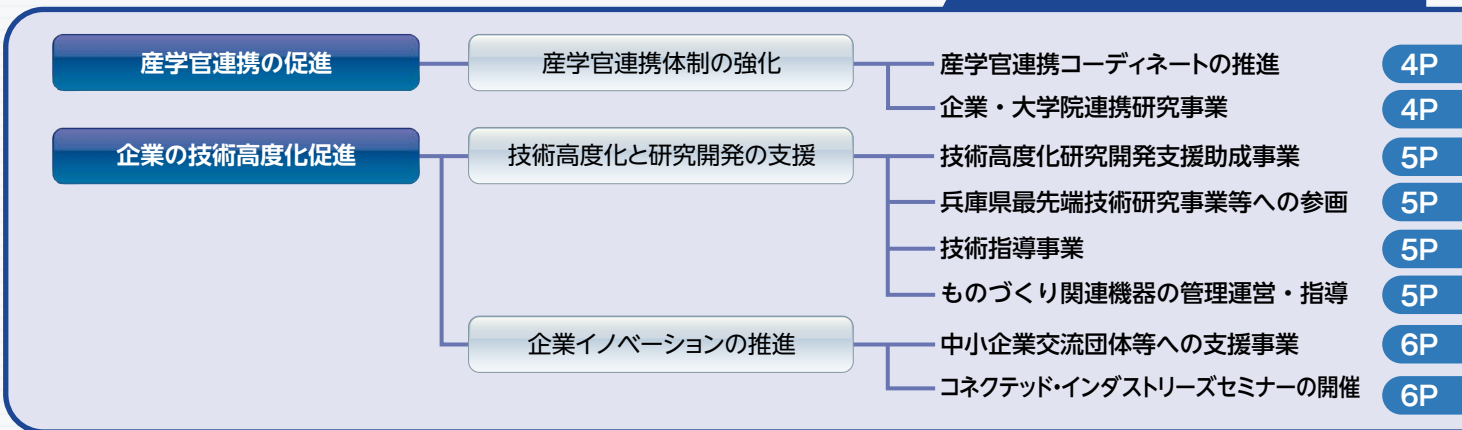 産学官連携の促進
産学官連携体制の強化
産学官連携コーディネートの推進
4P
企業・大学院連携研究事業
4P
企業の技術高度化促進
技術高度化と研究開発の支援
技術高度化研究開発支援助成事業
5P
兵庫県最先端技術研究事業等への参画
5P
技術指導事業
5P
ものづくり関連機器の管理運営・指導
5P
企業イノベーションの推進
中小企業交流団体等への支援事業
6P
コネクテッド・インダストリーズセミナーの開催
6P